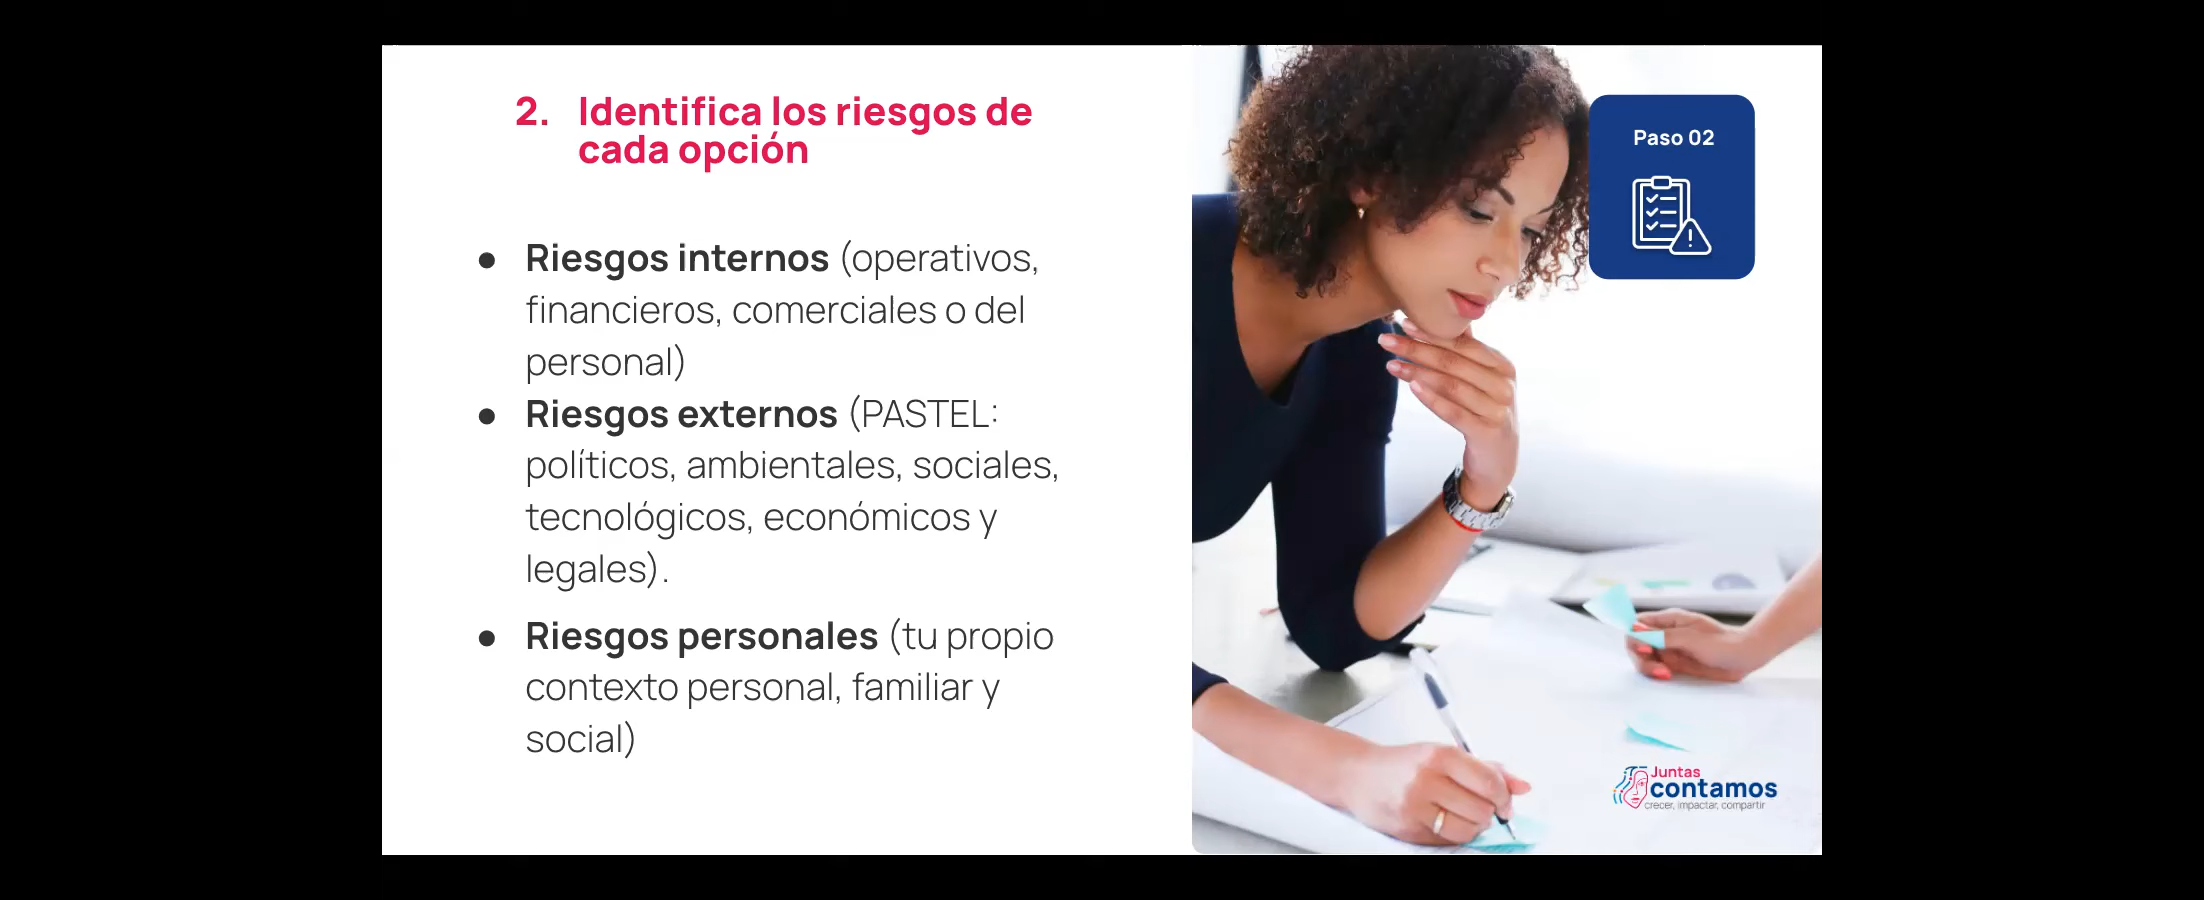 2. Identifica los riesgos de
cada opción
● Riesgos internos (operativos,
financieros, comerciales o del
personal)
● Riesgos externos (PASTEL:
políticos, ambientales, sociales,
tecnológicos, económicos y
legales).
● Riesgos personales (tu propio
contexto personal, familiar y
social)
Paso 02
Juntas
contamos
crecer, impactar, compartir